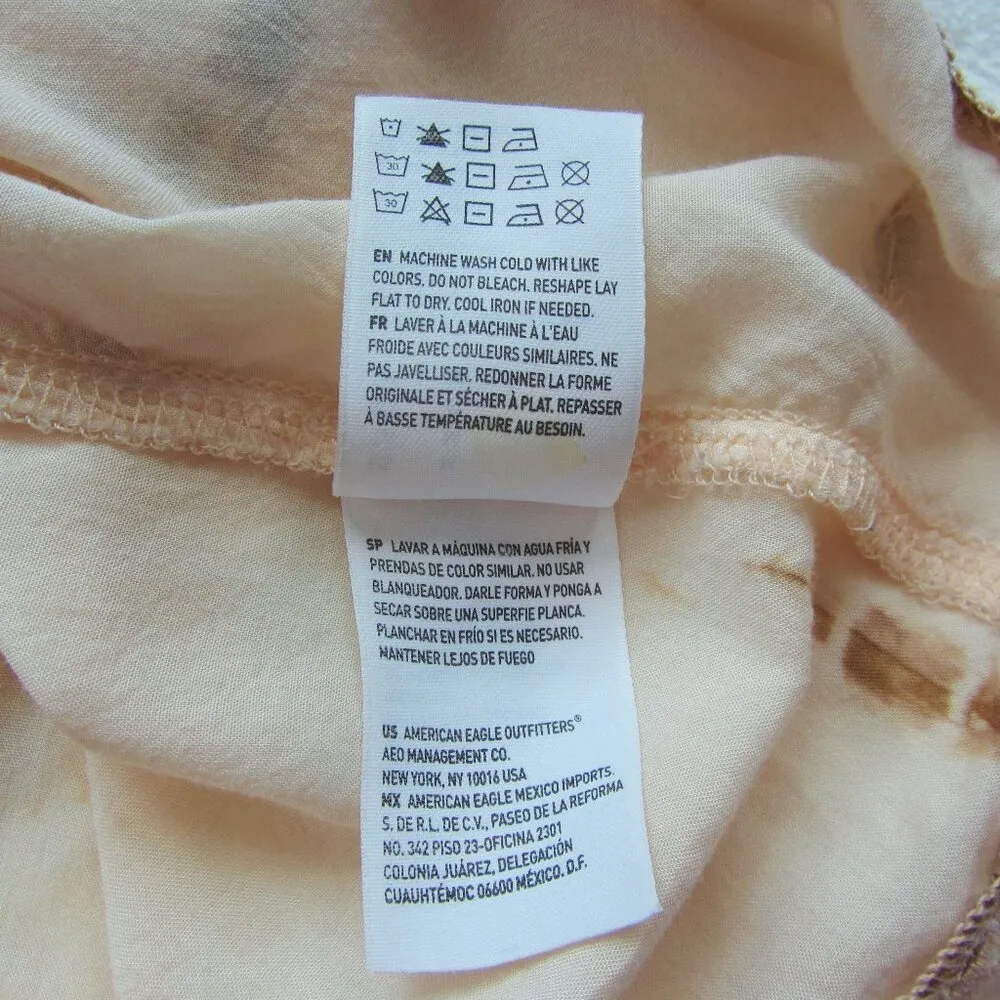 30
30
EN MACHINE WASH COLD WITH LIKE
COLORS. DO NOT BLEACH. RESHAPE LAY
FLAT TO DRY. COOL IRON IF NEEDED.
FR LAVER À LA MACHINE À L'EAU
FROIDE AVEC COULEURS SIMILAIRES. NE
PAS JAVELLISER. REDONNER LA FORME
ORIGINALE ET SÉCHER À PLAT. REPASSER
À BASSE TEMPÉRATURE AU BESOIN.
SP LAVAR A MÁQUINA CON AGUA FRÍA Y
PRENDAS DE COLOR SIMILAR. NO USAR
BLANQUEADOR. DARLE FORMA Y PONGA A
SECAR SOBRE UNA SUPERFIE PLANCA.
PLANCHAR EN FRÍO SI ES NECESARIO.
MANTENER LEJOS DE FUEGO
US AMERICAN EAGLE OUTFITTERS®
AEO MANAGEMENT CO.
NEW YORK, NY 10016 USA
MX AMERICAN EAGLE MEXICO IMPORTS.
S, DE R.L. DE C.V., PASEO DE LA REFORMA
NO. 342 PISO 23-OFICINA 2301
COLONIA JUÁREZ, DELEGACIÓN
CUAUHTÉMOC 06600 MÉXICO. D.F.